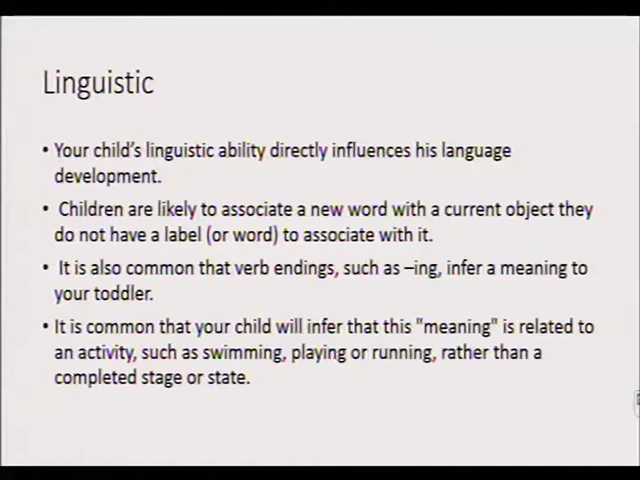 Linguistic
• Your child's linguistic ability directly influences his language
development.
• Children are likely to associate a new word with a current object they
do not have a label (or word) to associate with it.
• It is also common that verb endings, such as –ing, infer a meaning to
your toddler.
• It is common that your child will infer that this "meaning" is related to
an activity, such as swimming, playing or running, rather than a
completed stage or state.